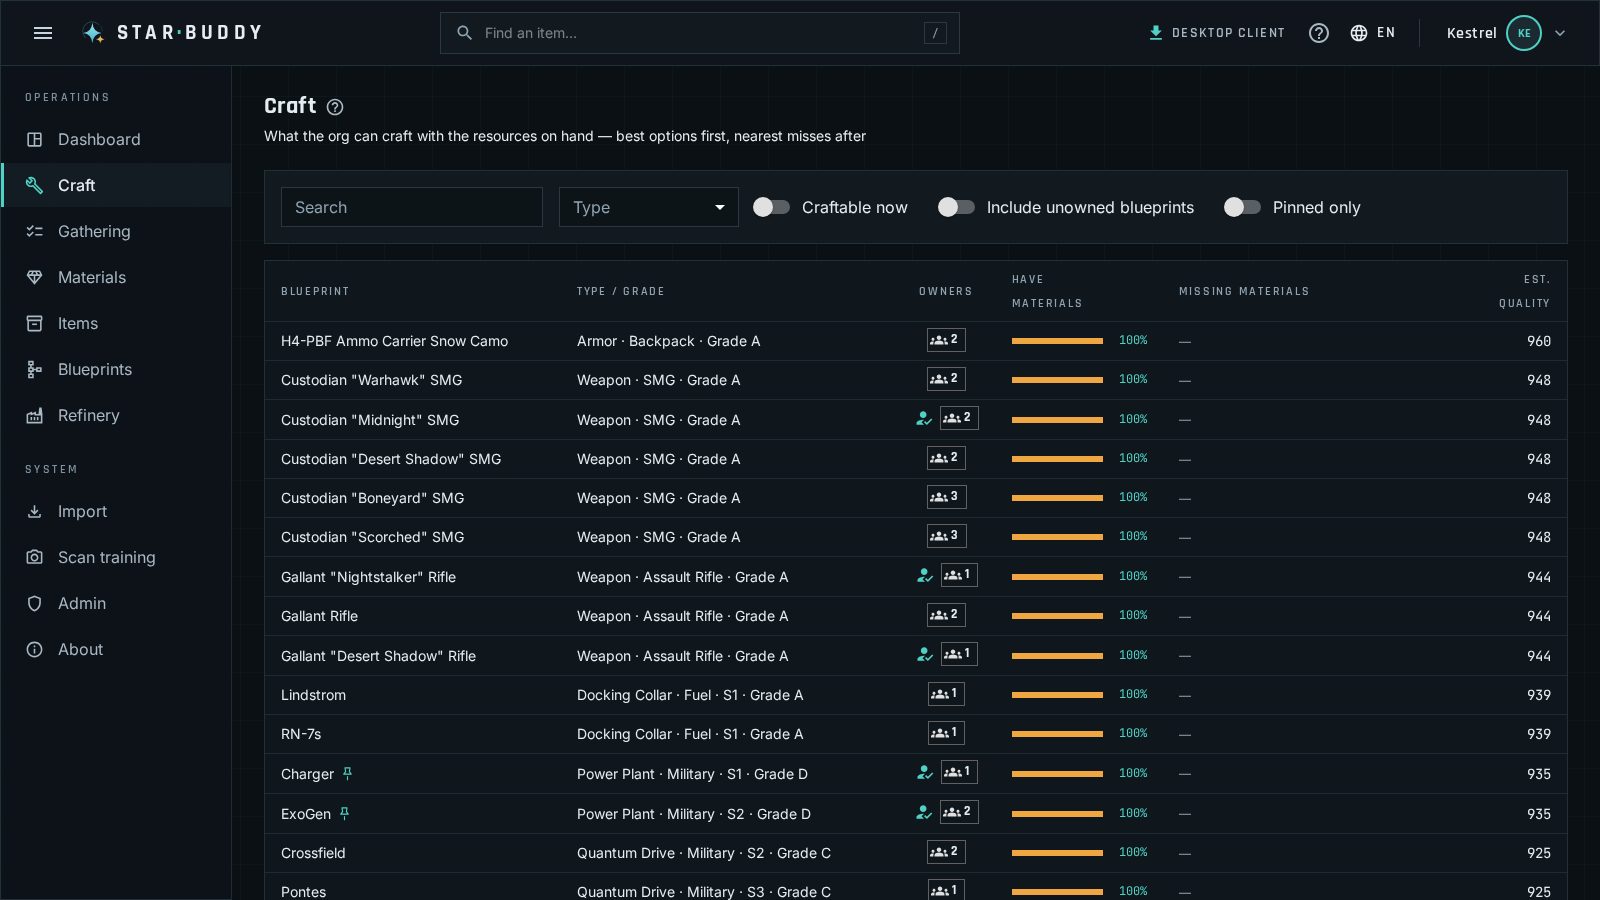 STAR·BUDDY
Find an item...
/
DESKTOP CLIENT
EN
Kestrel
KE
OPERATIONS
Dashboard
Craft
Gathering
Materials
Items
Blueprints
Refinery
SYSTEM
Import
Scan training
Admin
About
Craft
What the org can craft with the resources on hand — best options first, nearest misses after
Search
Type
Craftable now
Include unowned blueprints
Pinned only
BLUEPRINT TYPE / GRADE OWNERS HAVE MATERIALS MISSING MATERIALS EST. QUALITY
H4-PBF Ammo Carrier Snow Camo Armor · Backpack · Grade A 2 100% — 960
Custodian "Warhawk" SMG Weapon · SMG · Grade A 2 100% — 948
Custodian "Midnight" SMG Weapon · SMG · Grade A 2 100% — 948
Custodian "Desert Shadow" SMG Weapon · SMG · Grade A 2 100% — 948
Custodian "Boneyard" SMG Weapon · SMG · Grade A 3 100% — 948
Custodian "Scorched" SMG Weapon · SMG · Grade A 3 100% — 948
Gallant "Nightstalker" Rifle Weapon · Assault Rifle · Grade A 1 100% — 944
Gallant Rifle Weapon · Assault Rifle · Grade A 2 100% — 944
Gallant "Desert Shadow" Rifle Weapon · Assault Rifle · Grade A 1 100% — 944
Lindstrom Docking Collar · Fuel · S1 · Grade A 1 100% — 939
RN-7s Docking Collar · Fuel · S1 · Grade A 1 100% — 939
Charger Power Plant · Military · S1 · Grade D 1 100% — 935
ExoGen Power Plant · Military · S2 · Grade D 2 100% — 935
Crossfield Quantum Drive · Military · S2 · Grade C 2 100% — 925
Pontes Quantum Drive · Military · S3 · Grade C 1 100% — 925